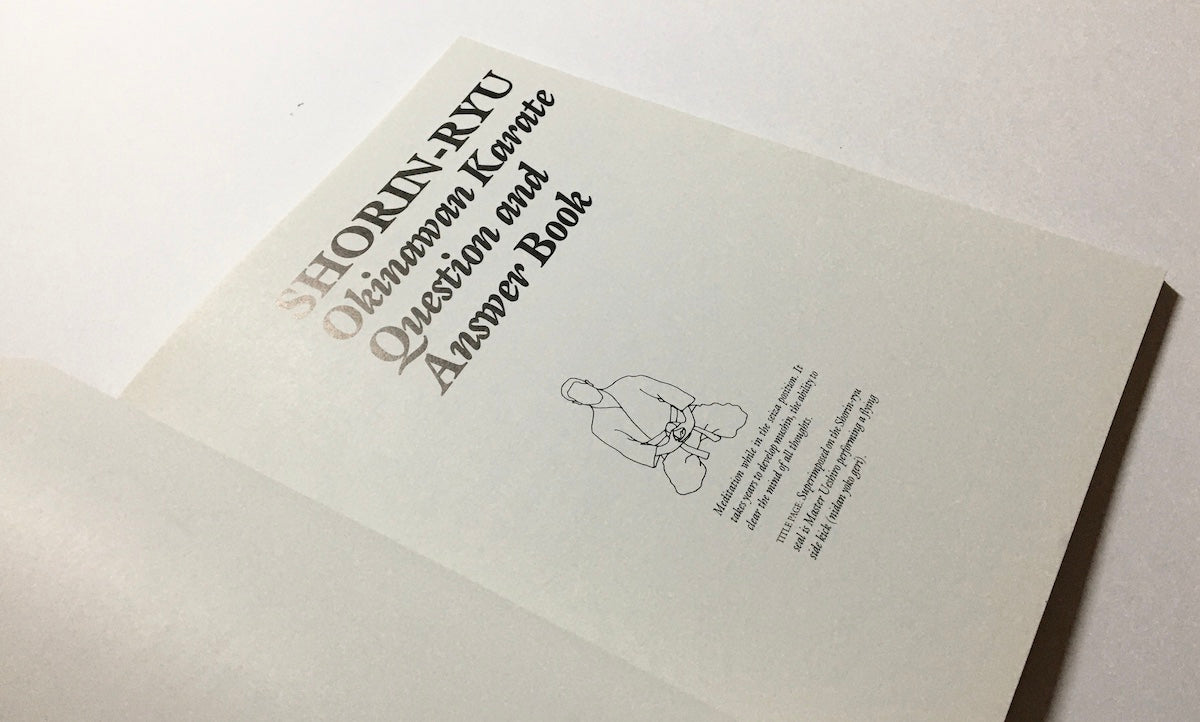 SHORIN-RYU
Okinawan Karate
Question and
Answer Book
Meditation while in the seiza position. It
takes years to develop mushin, the ability to
clear the mind of all thoughts.
TITLE PAGE Superimposed on the Shorin-ryu
seal is Master Ueshiro performing a flying
side kick (nidan yoko geri).